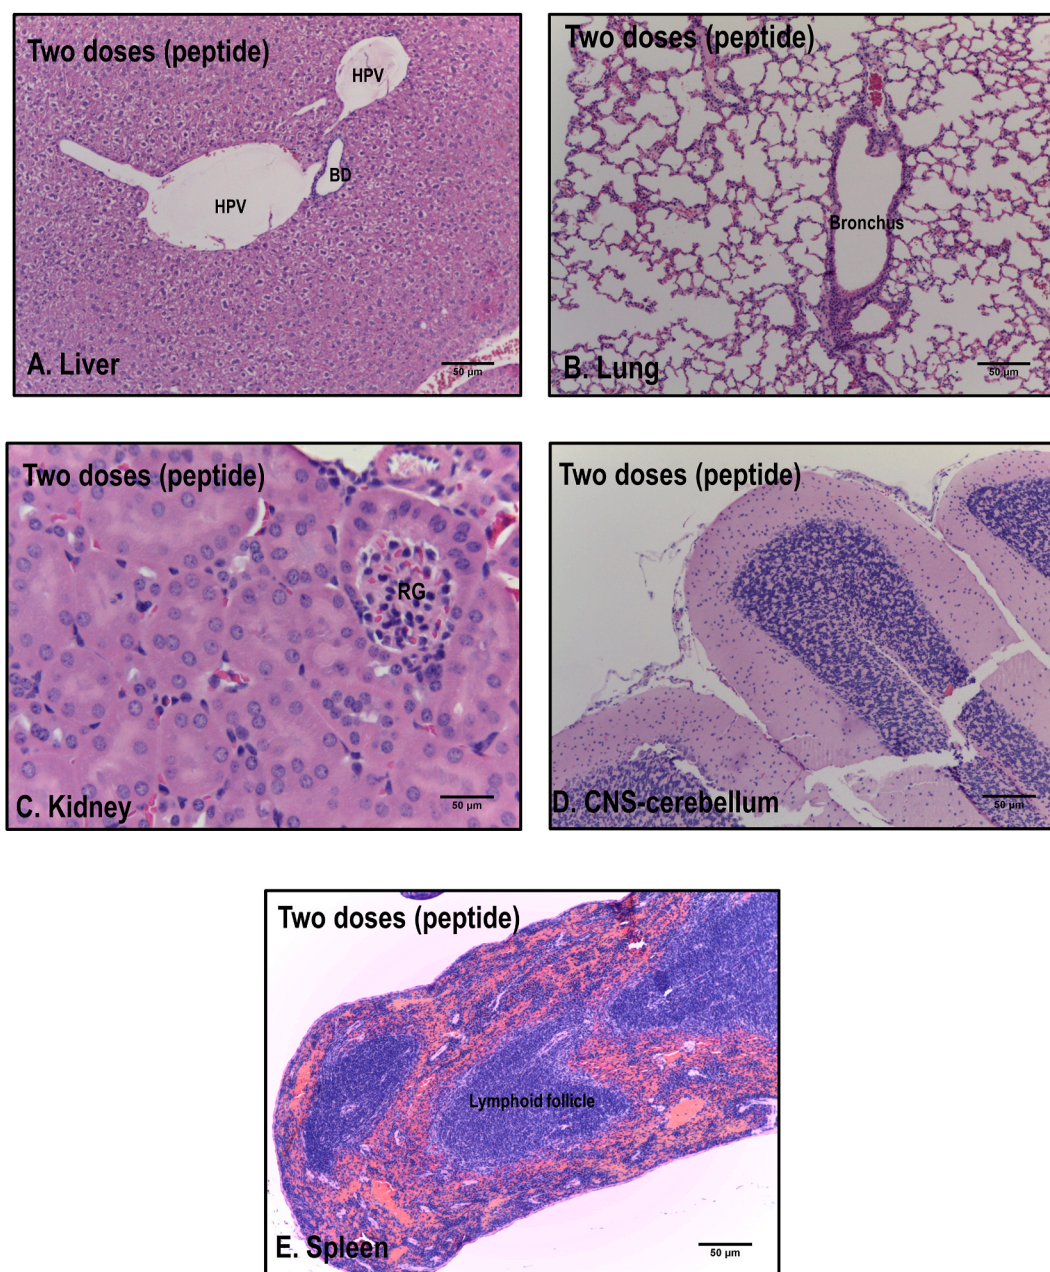 Two doses (peptide)
HPV
BD
HPV
A. Liver
50 µm
Two doses (peptide)
Bronchus
B. Lung
50 µm
Two doses (peptide)
RG
C. Kidney
50 µm
Two doses (peptide)
D. CNS-cerebellum
50 µm
Two doses (peptide)
Lymphoid follicle
E. Spleen
50 µm